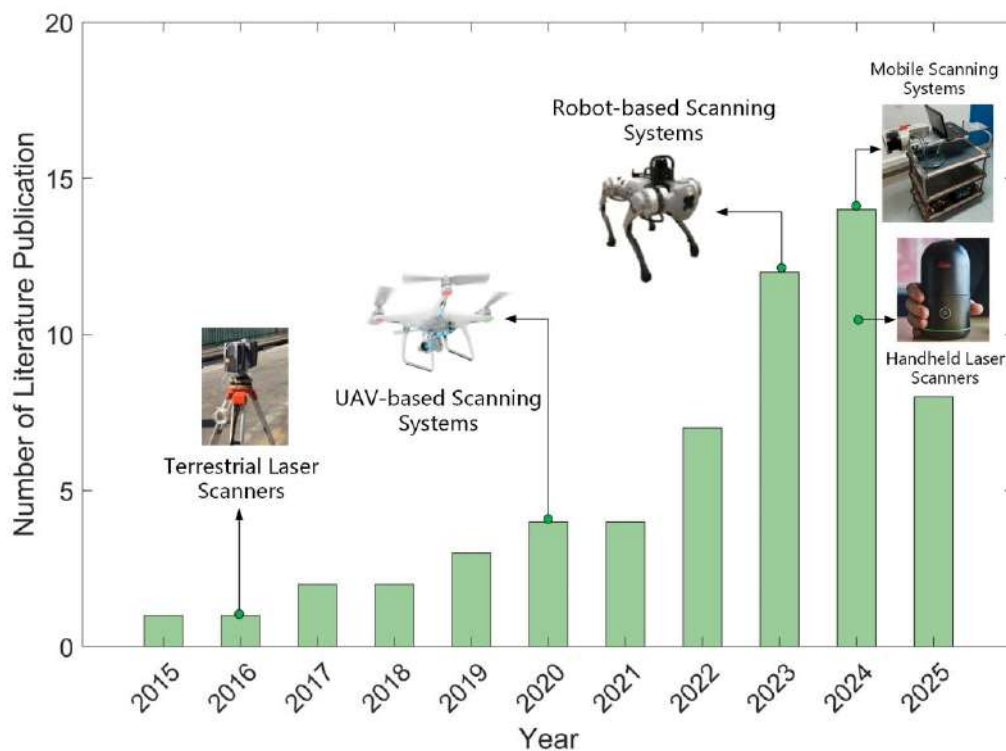 20
15
10
5
0
Number of Literature Publication
Mobile Scanning
Systems
Robot-based Scanning
Systems
UAV-based Scanning
Systems
Handheld Laser
Scanners
Terrestrial Laser
Scanners
2015
2016
2017
2018
2019
2020
2021
2022
2023
2024
2025
Year